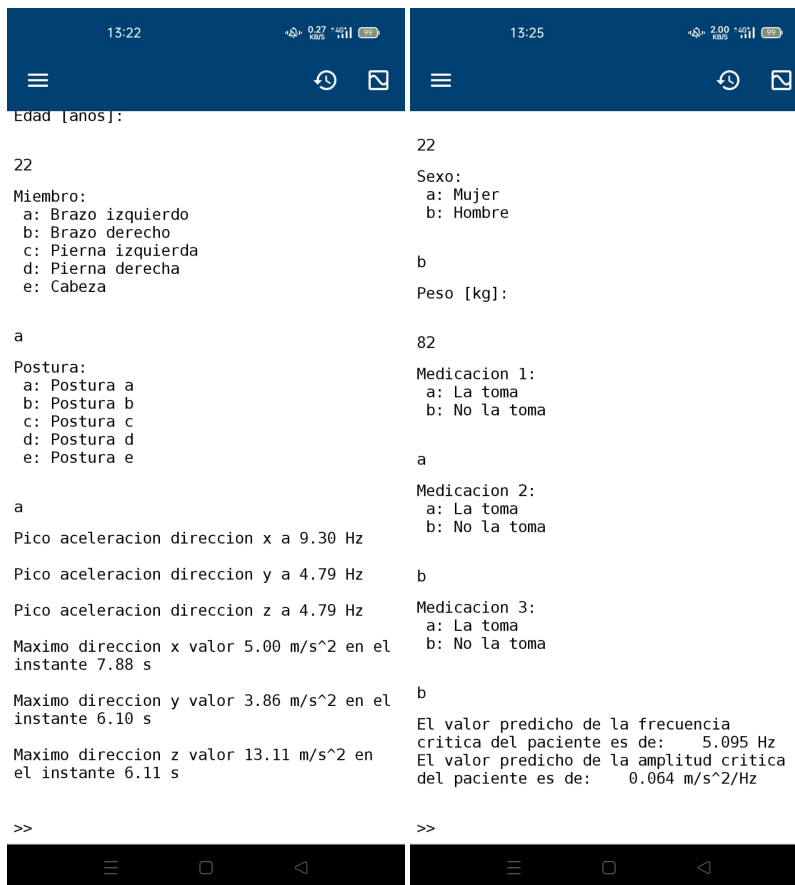 13:22
0.27 KB/S 4G 99
Edad [anos]:
22
Miembro:
a: Brazo izquierdo
b: Brazo derecho
c: Pierna izquierda
d: Pierna derecha
e: Cabeza
a
Postura:
a: Postura a
b: Postura b
c: Postura c
d: Postura d
e: Postura e
a
Pico aceleracion direccion x a 9.30 Hz
Pico aceleracion direccion y a 4.79 Hz
Pico aceleracion direccion z a 4.79 Hz
Maximo direccion x valor 5.00 m/s^2 en el
instante 7.88 s
Maximo direccion y valor 3.86 m/s^2 en el
instante 6.10 s
Maximo direccion z valor 13.11 m/s^2 en
el instante 6.11 s
>>
13:25
2.00 KB/S 4G 99
22
Sexo:
a: Mujer
b: Hombre
b
Peso [kg]:
82
Medicacion 1:
a: La toma
b: No la toma
a
Medicacion 2:
a: La toma
b: No la toma
b
Medicacion 3:
a: La toma
b: No la toma
b
El valor predicho de la frecuencia
critica del paciente es de:    5.095 Hz
El valor predicho de la amplitud critica
del paciente es de:    0.064 m/s^2/Hz
>>